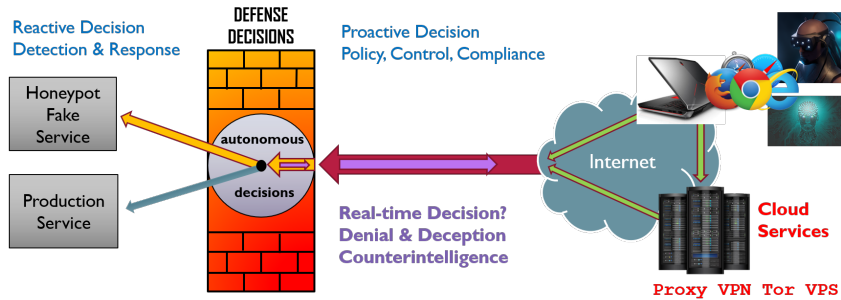 Reactive Decision
Detection & Response
DEFENSE
DECISIONS
Proactive Decision
Policy, Control, Compliance
Honeypot
Fake
Service
autonomous
decisions
Production
Service
Internet
Real-time Decision?
Denial & Deception
Counterintelligence
Cloud
Services
Proxy VPN Tor VPS